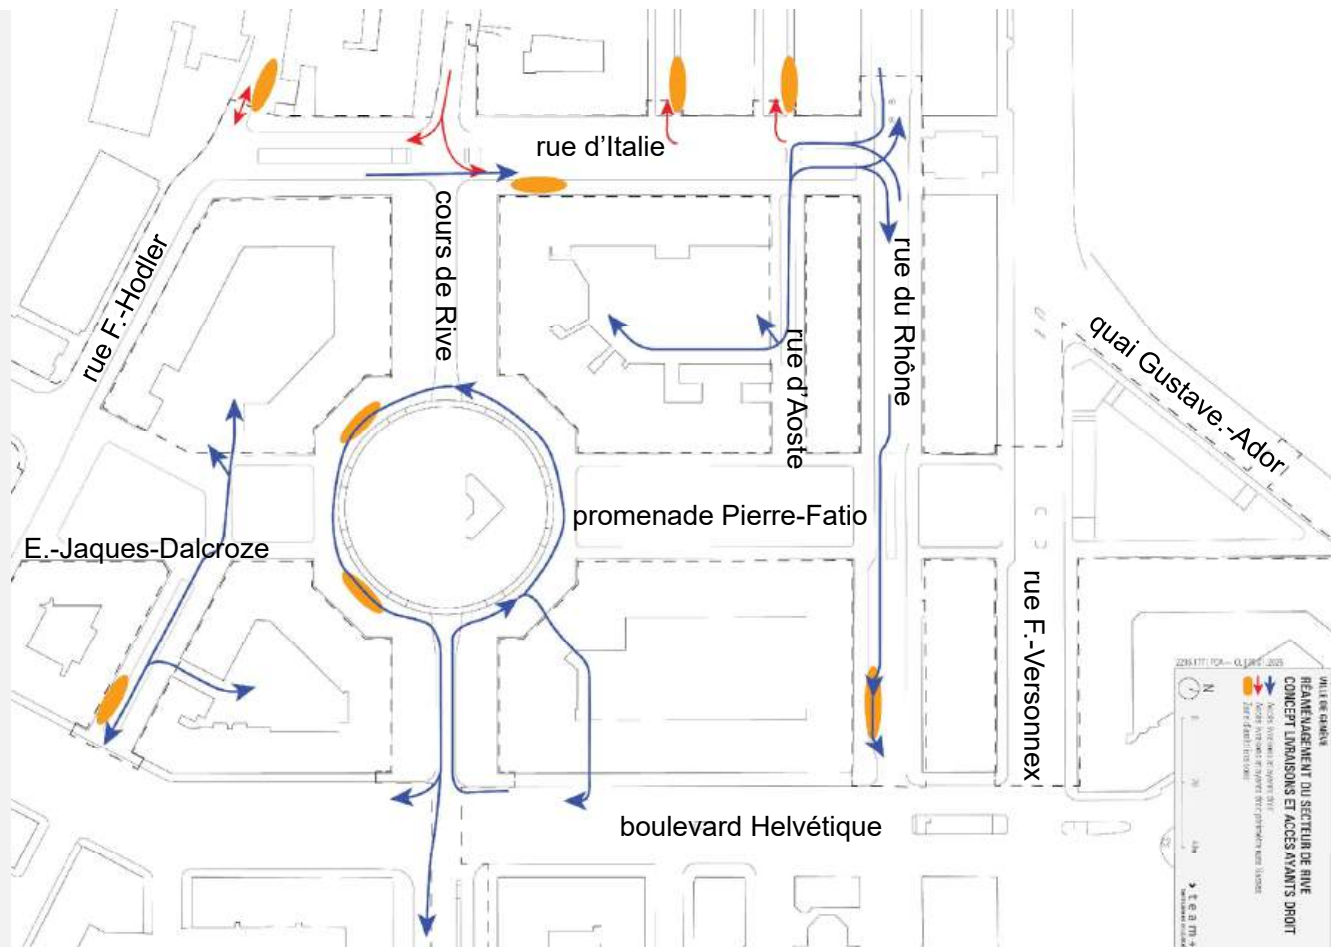 rue d'Italie
cours de Rive
rue F.-Hodler
rue du Rhône
quai Gustave.-Ador
rue d'Aoste
promenade Pierre-Fatio
E.-Jaques-Dalcroze
rue F.-Versonnex
boulevard Helvétique
VILLE DE GENÈVE
RÉAMÉNAGEMENT DU SECTEUR DE RIVE
CONCEPT LIVRAISONS ET ACCÈS AYANTS DROIT
N
team+